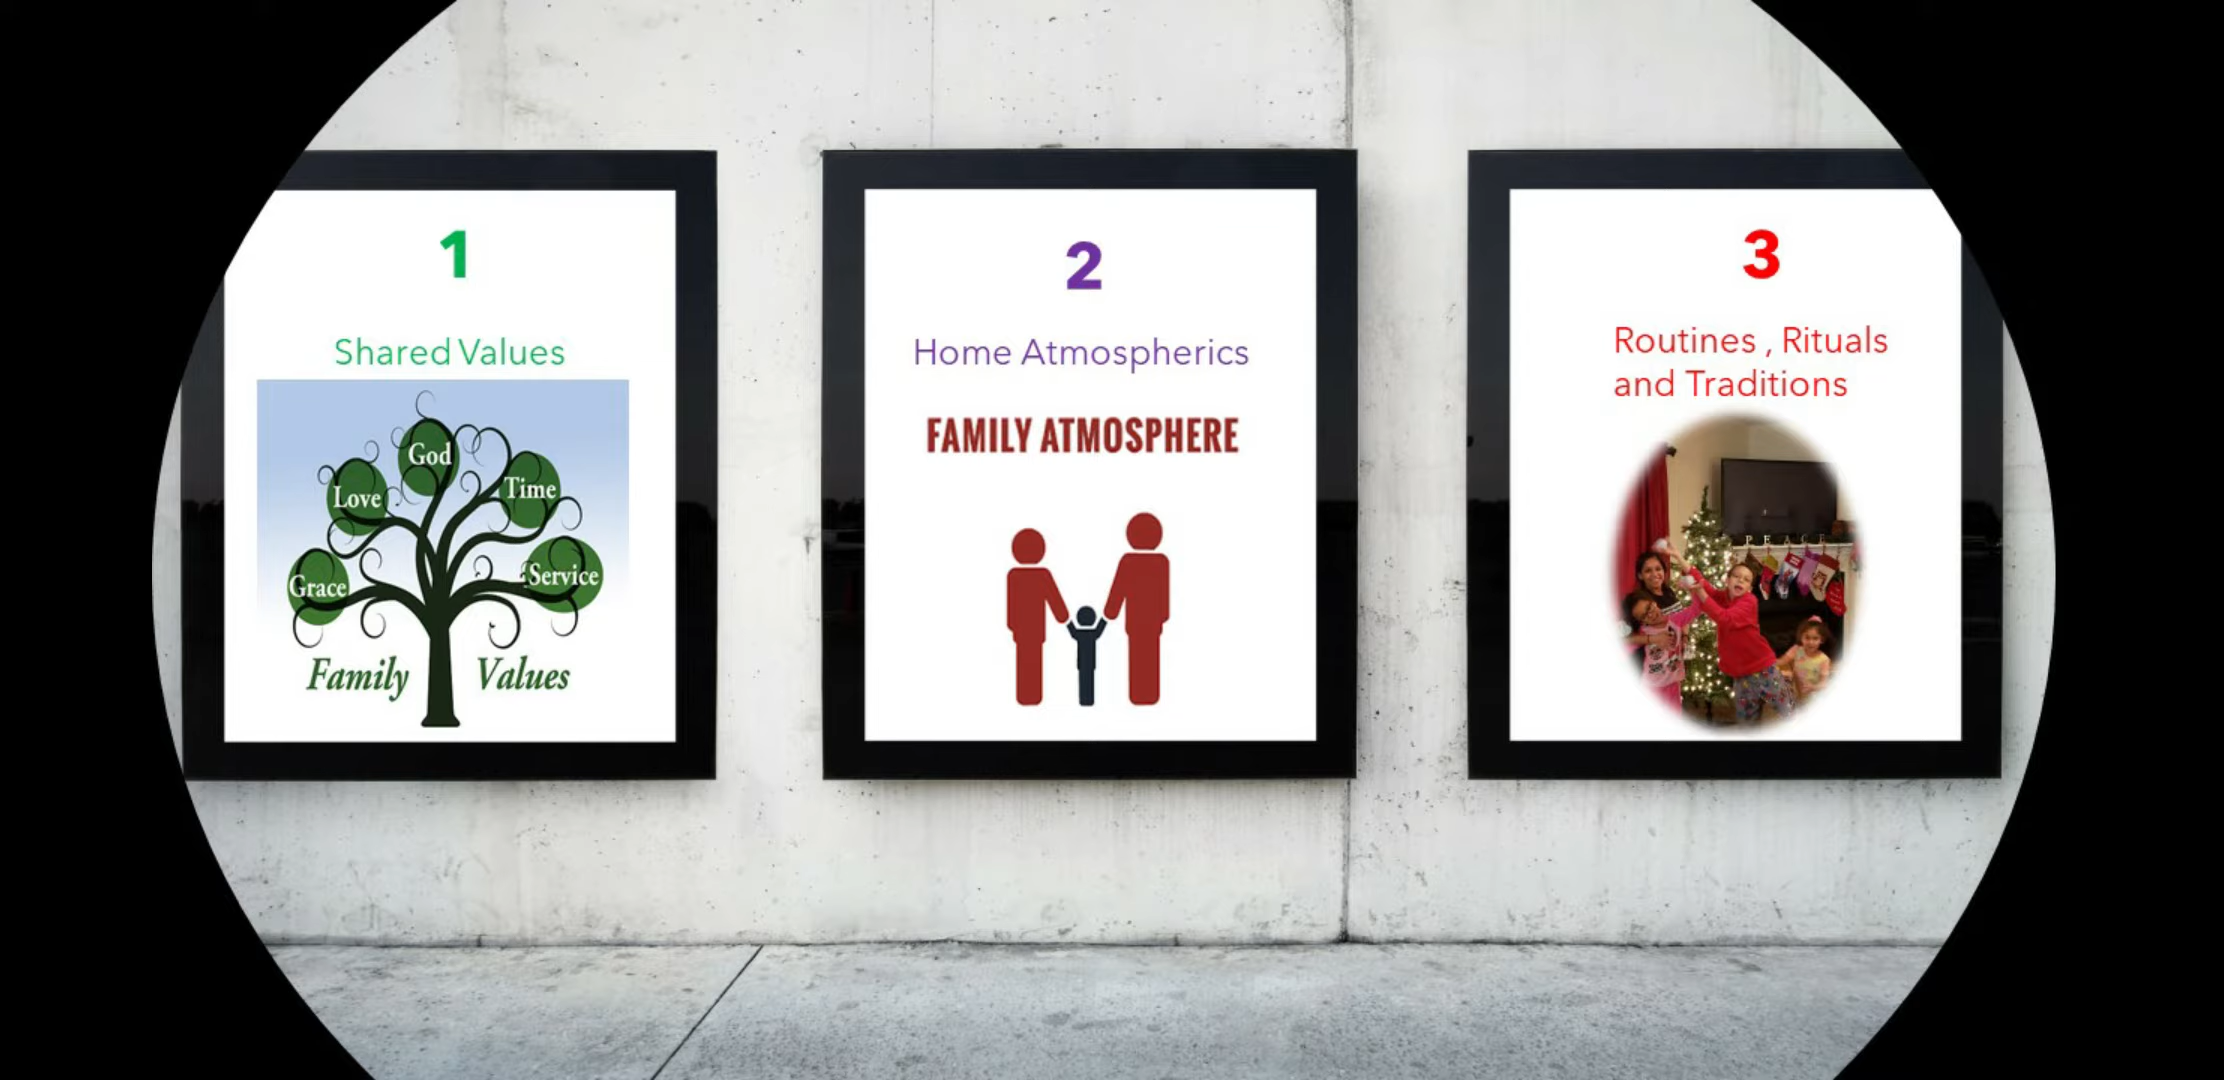 1
Shared Values
God
Love
Time
Grace
Service
Family Values
2
Home Atmospherics
FAMILY ATMOSPHERE
3
Routines , Rituals
and Traditions
PEACE